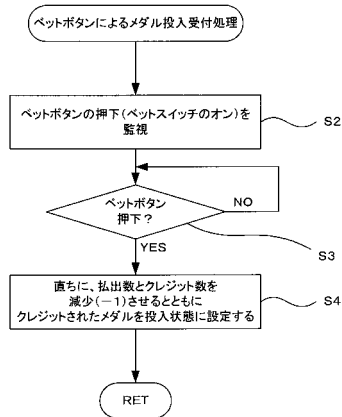 ベットボタンによるメダル投入受付処理
ベットボタンの押下(ベットスイッチのオン)を
監視
S2
ベットボタン
押下?
NO
YES
S3
直ちに、払出数とクレジット数を
減少(－1)させるとともに
クレジットされたメダルを投入状態に設定する
S4
RET